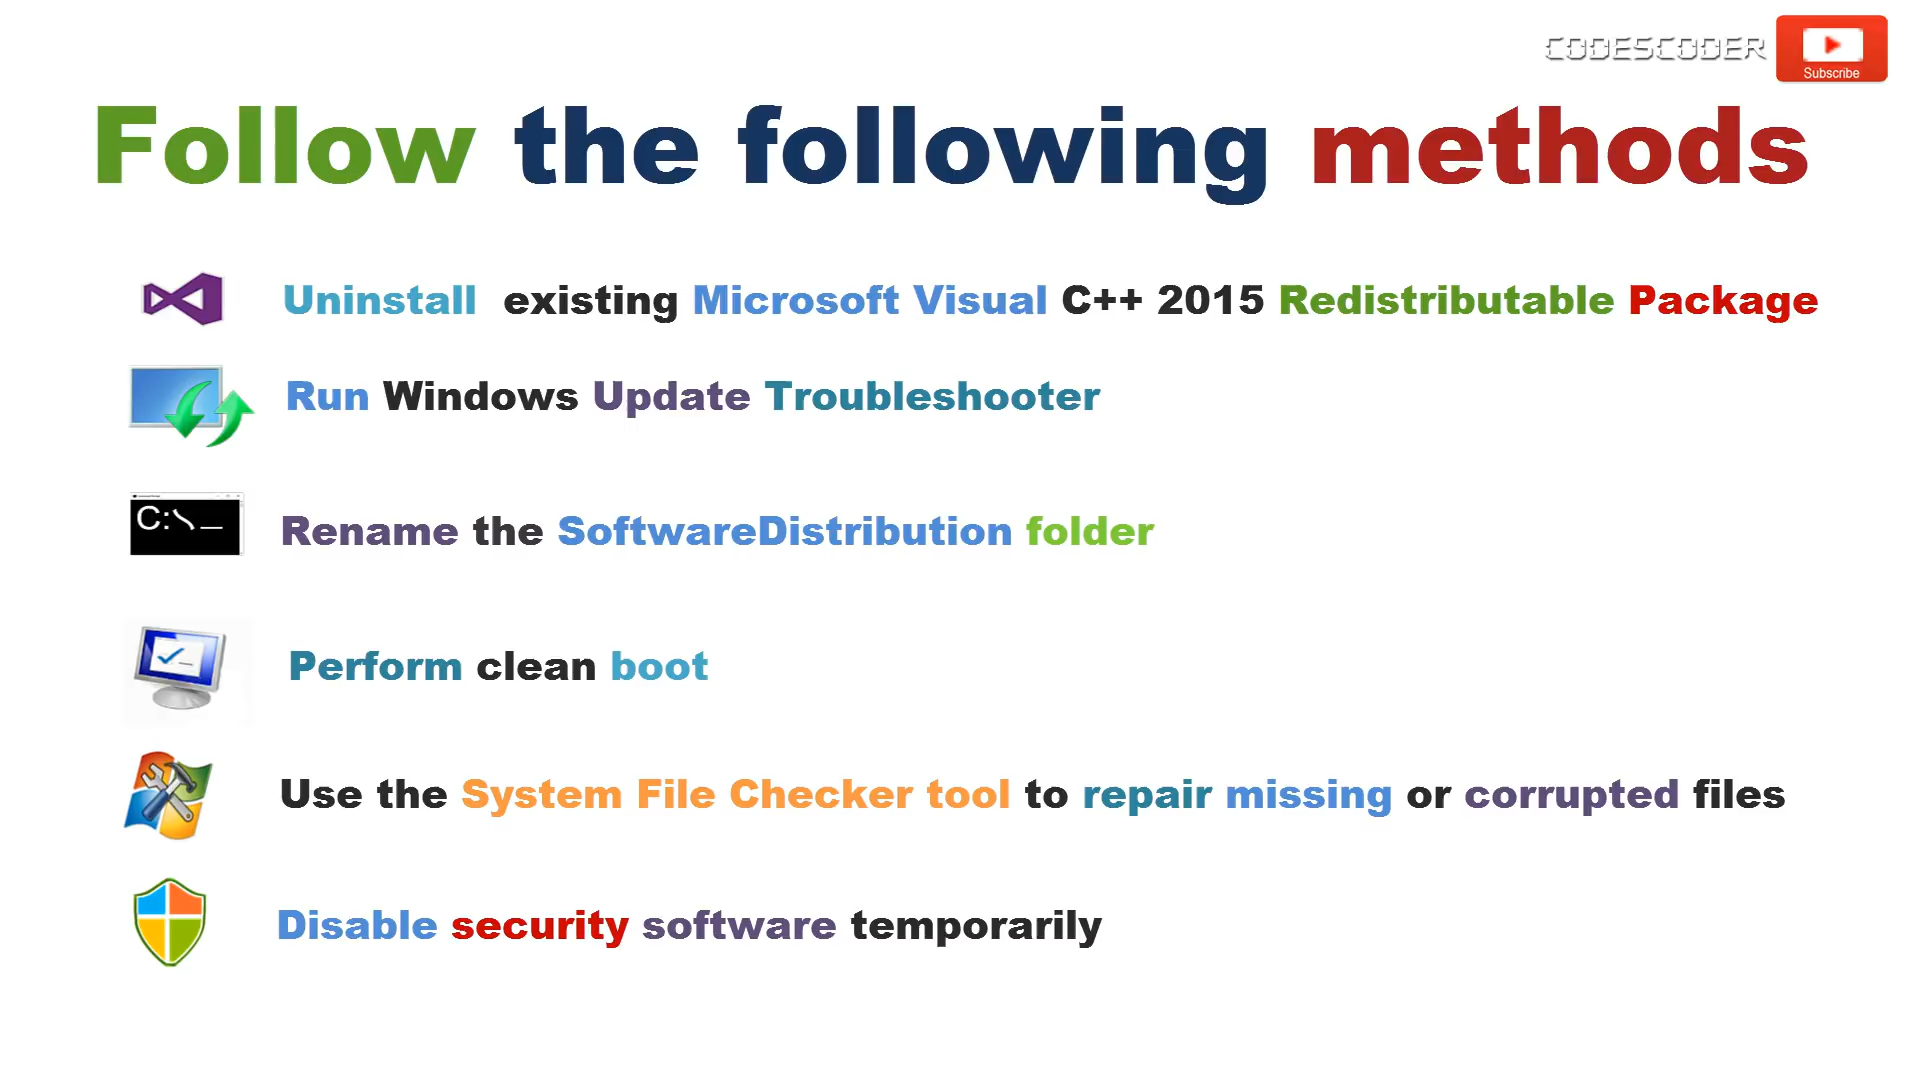 CODESCODER
Subscribe
Follow the following methods
Uninstall existing Microsoft Visual C++ 2015 Redistributable Package
Run Windows Update Troubleshooter
C:\_
Rename the SoftwareDistribution folder
Perform clean boot
Use the System File Checker tool to repair missing or corrupted files
Disable security software temporarily